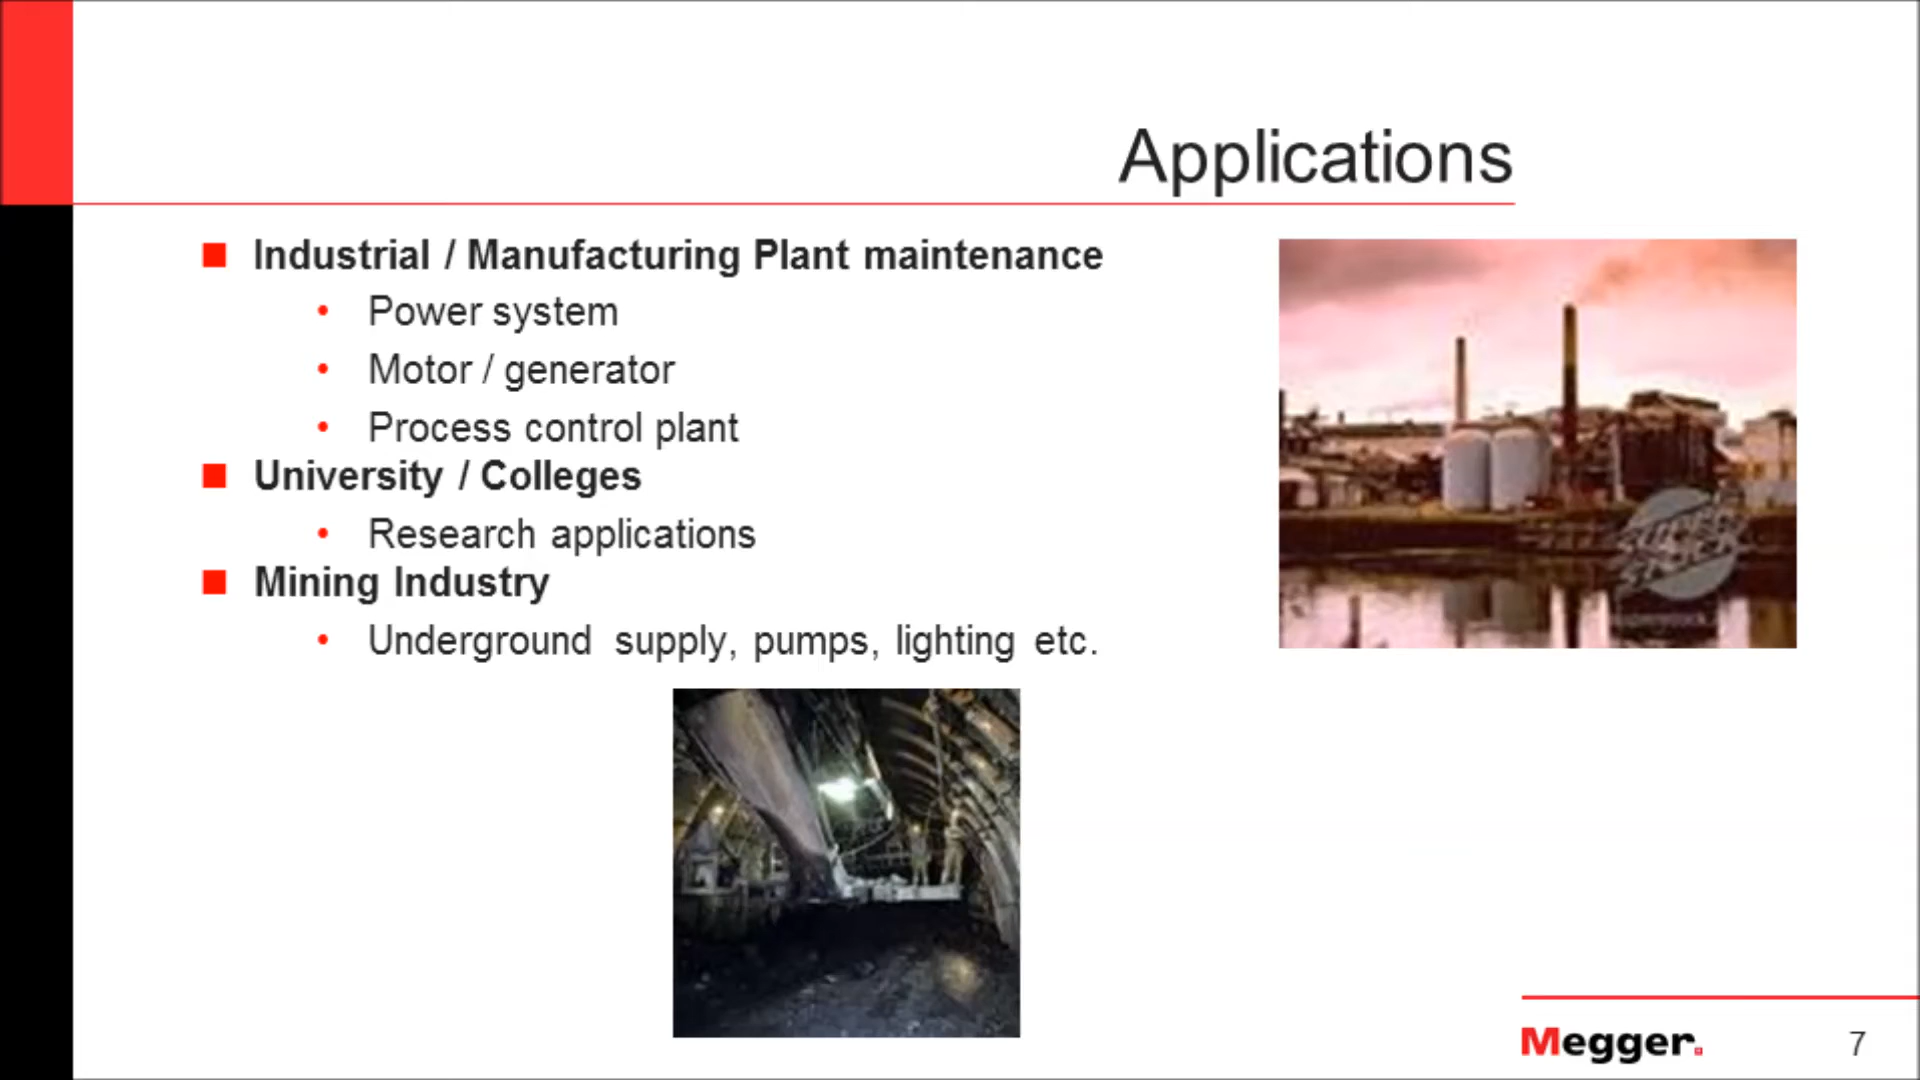 Applications
Industrial / Manufacturing Plant maintenance
Power system
Motor / generator
Process control plant
University / Colleges
Research applications
Mining Industry
Underground supply, pumps, lighting etc.
Megger.
7